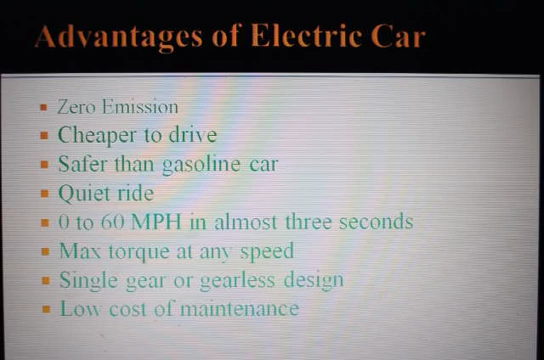 Advantages of Electric Car
Zero Emission
Cheaper to drive
Safer than gasoline car
Quiet ride
0 to 60 MPH in almost three seconds
Max torque at any speed
Single gear or gearless design
Low cost of maintenance